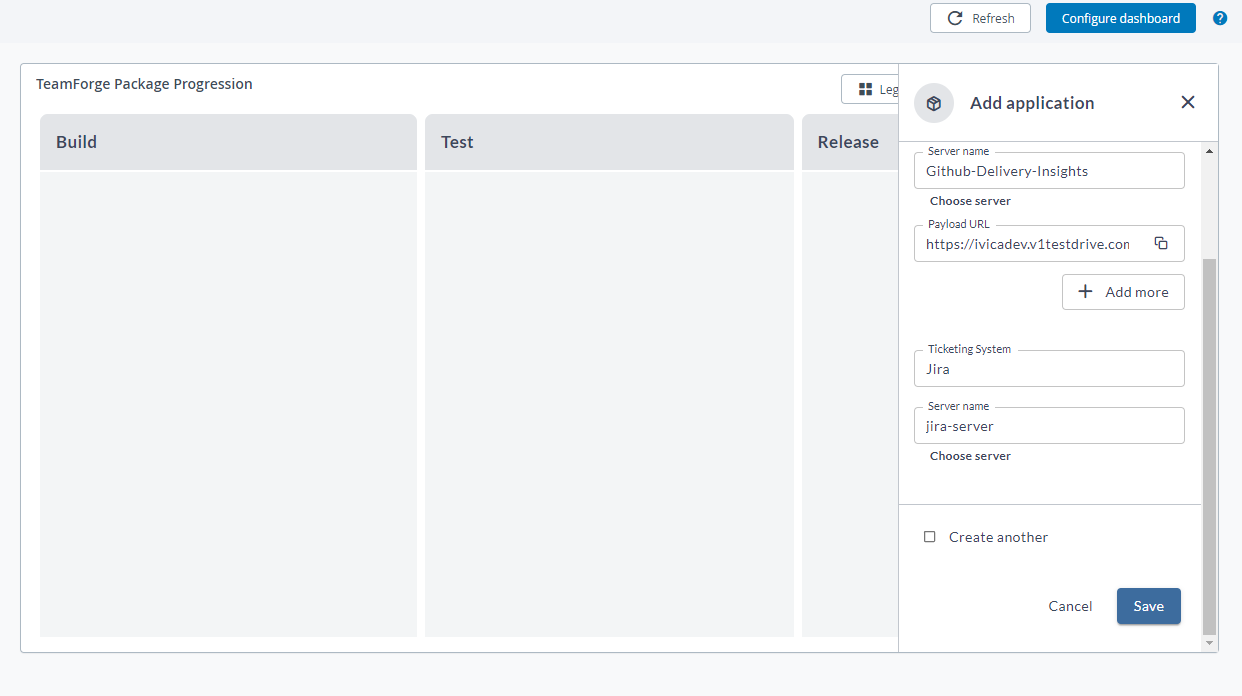 Refresh
Configure dashboard
?
TeamForge Package Progression
Leg
Build
Test
Release
Add application
Server name
Github-Delivery-Insights
Choose server
Payload URL
https://ivicadev.v1testdrive.con
Add more
Ticketing System
Jira
Server name
jira-server
Choose server
Create another
Cancel
Save